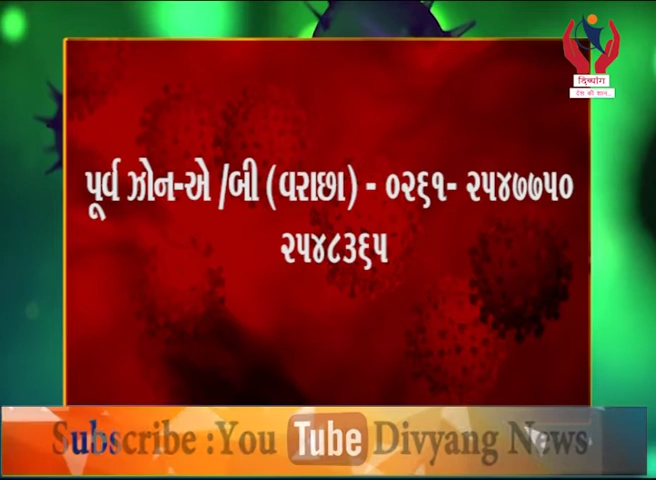 दिव्यांग
देश की शान..
પૂર્વ ઝોન-એ /બી (વરાછા) - ૦૨૬૧- ૨૫૪૭૭૫૦
૨૫૪૮૩૬૫
Subscribe :You Tube Divyang News